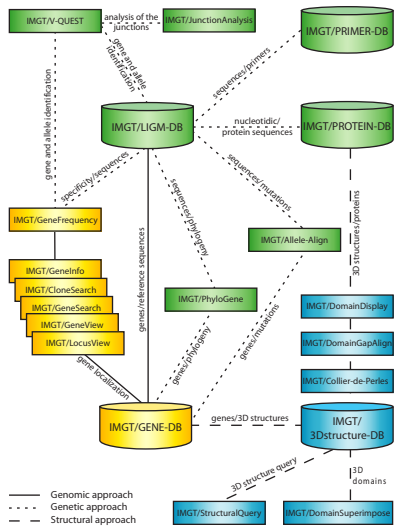 IMGT/V-QUEST
analysis of the
junctions
IMGT/JunctionAnalysis
IMGT/PRIMER-DB
gene and allele
identification
sequences/primers
gene and allele identification
IMGT/LIGM-DB
nucleotidic/
protein sequences
IMGT/PROTEIN-DB
specificity/sequences
sequences/mutations
sequences/phylogeny
3D structures/proteins
IMGT/GeneFrequency
IMGT/Allele-Align
genes/reference sequences
IMGT/GeneInfo
IMGT/CloneSearch
IMGT/GeneSearch
IMGT/GeneView
IMGT/LocusView
IMGT/PhyloGene
IMGT/DomainDisplay
IMGT/DomainGapAlign
IMGT/Collier-de-Perles
gene localization
genes/phylogeny
genes/mutations
IMGT/GENE-DB
genes/3D structures
IMGT/
3Dstructure-DB
3D structure query
3D
domains
Genomic approach
Genetic approach
Structural approach
IMGT/StructuralQuery
IMGT/DomainSuperimpose